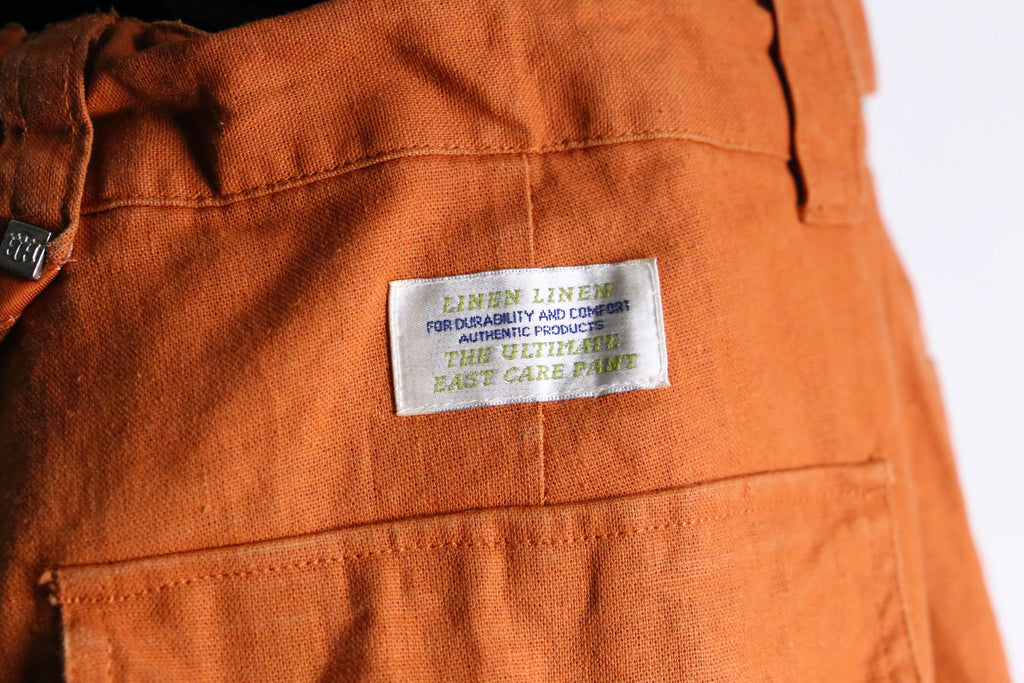 LINEN LINEN
FOR DURABILITY AND COMFORT
AUTHENTIC PRODUCTS
THE ULTIMATE
EAST CARE PANT